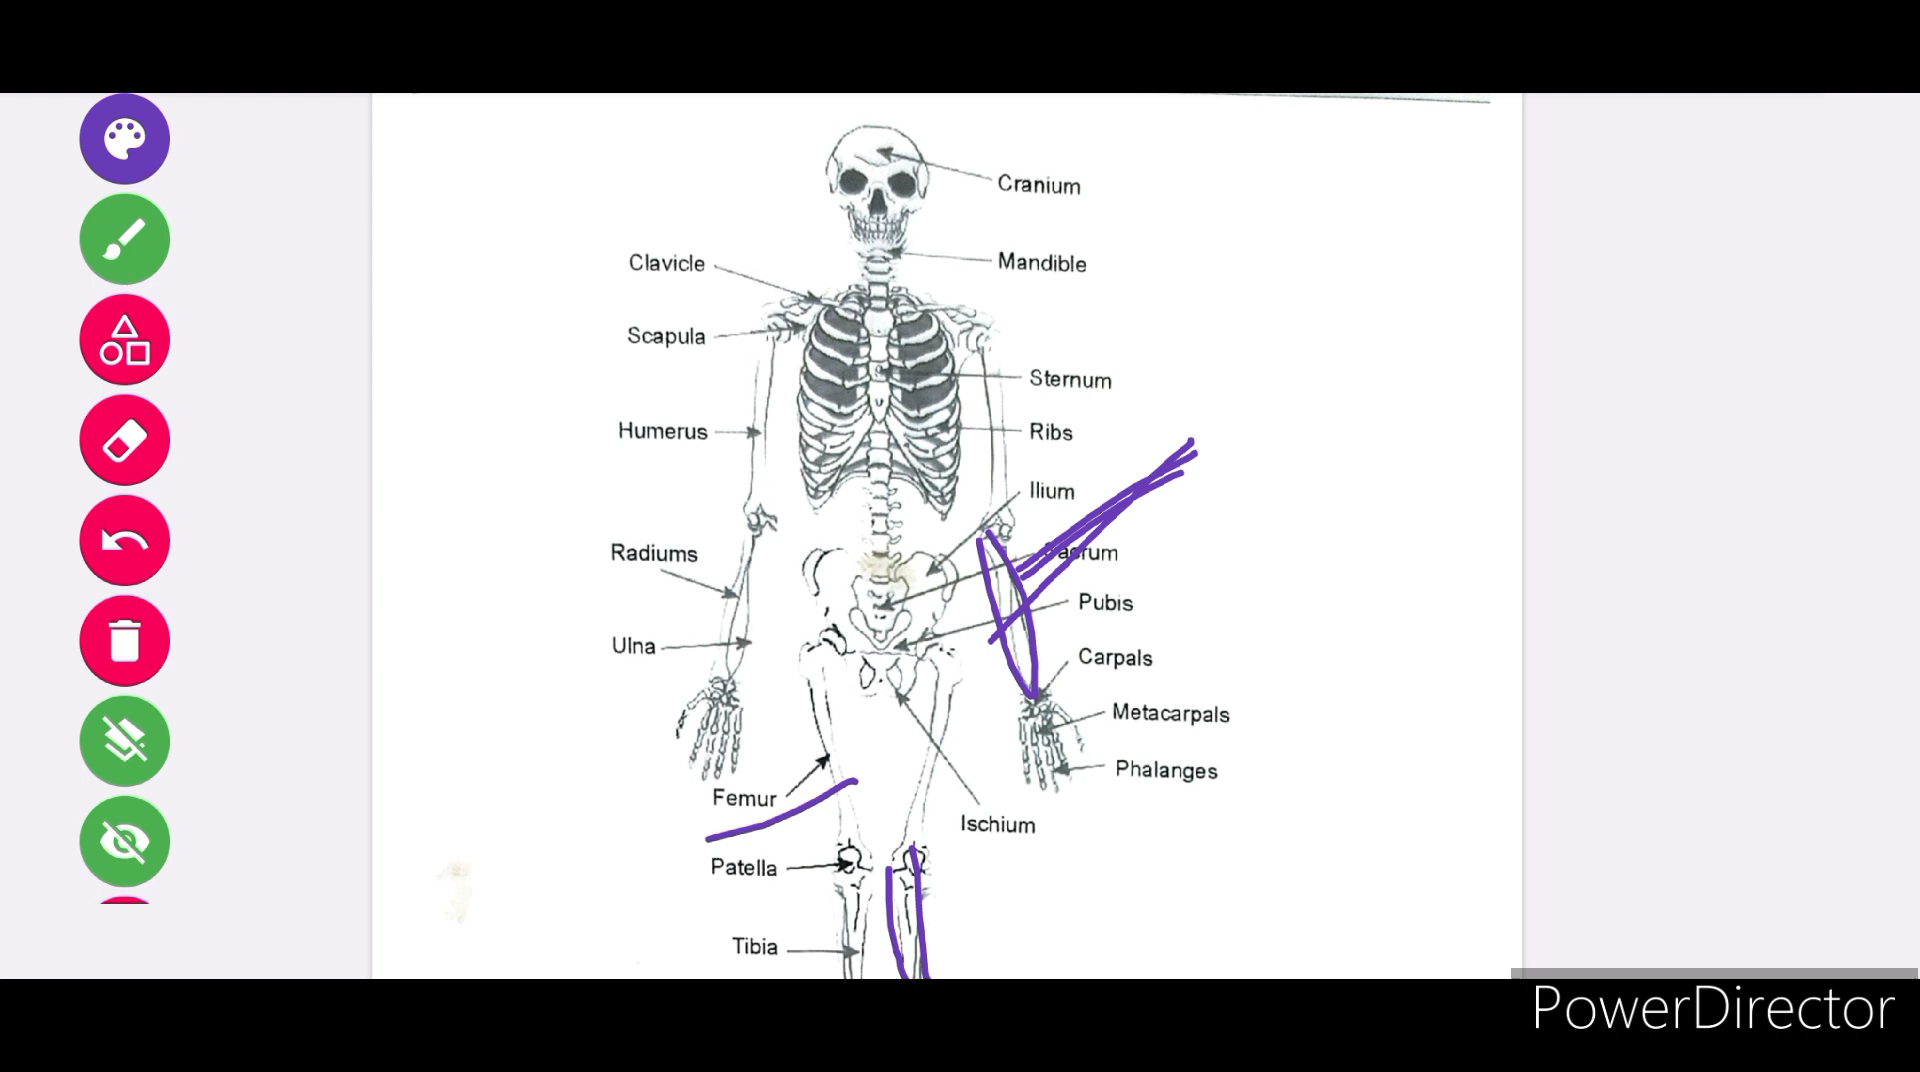 Cranium
Clavicle
Mandible
Scapula
Sternum
Humerus
Ribs
Ilium
Radiums
Sacrum
Pubis
Ulna
Carpals
Metacarpals
Phalanges
Femur
Ischium
Patella
Tibia
PowerDirector